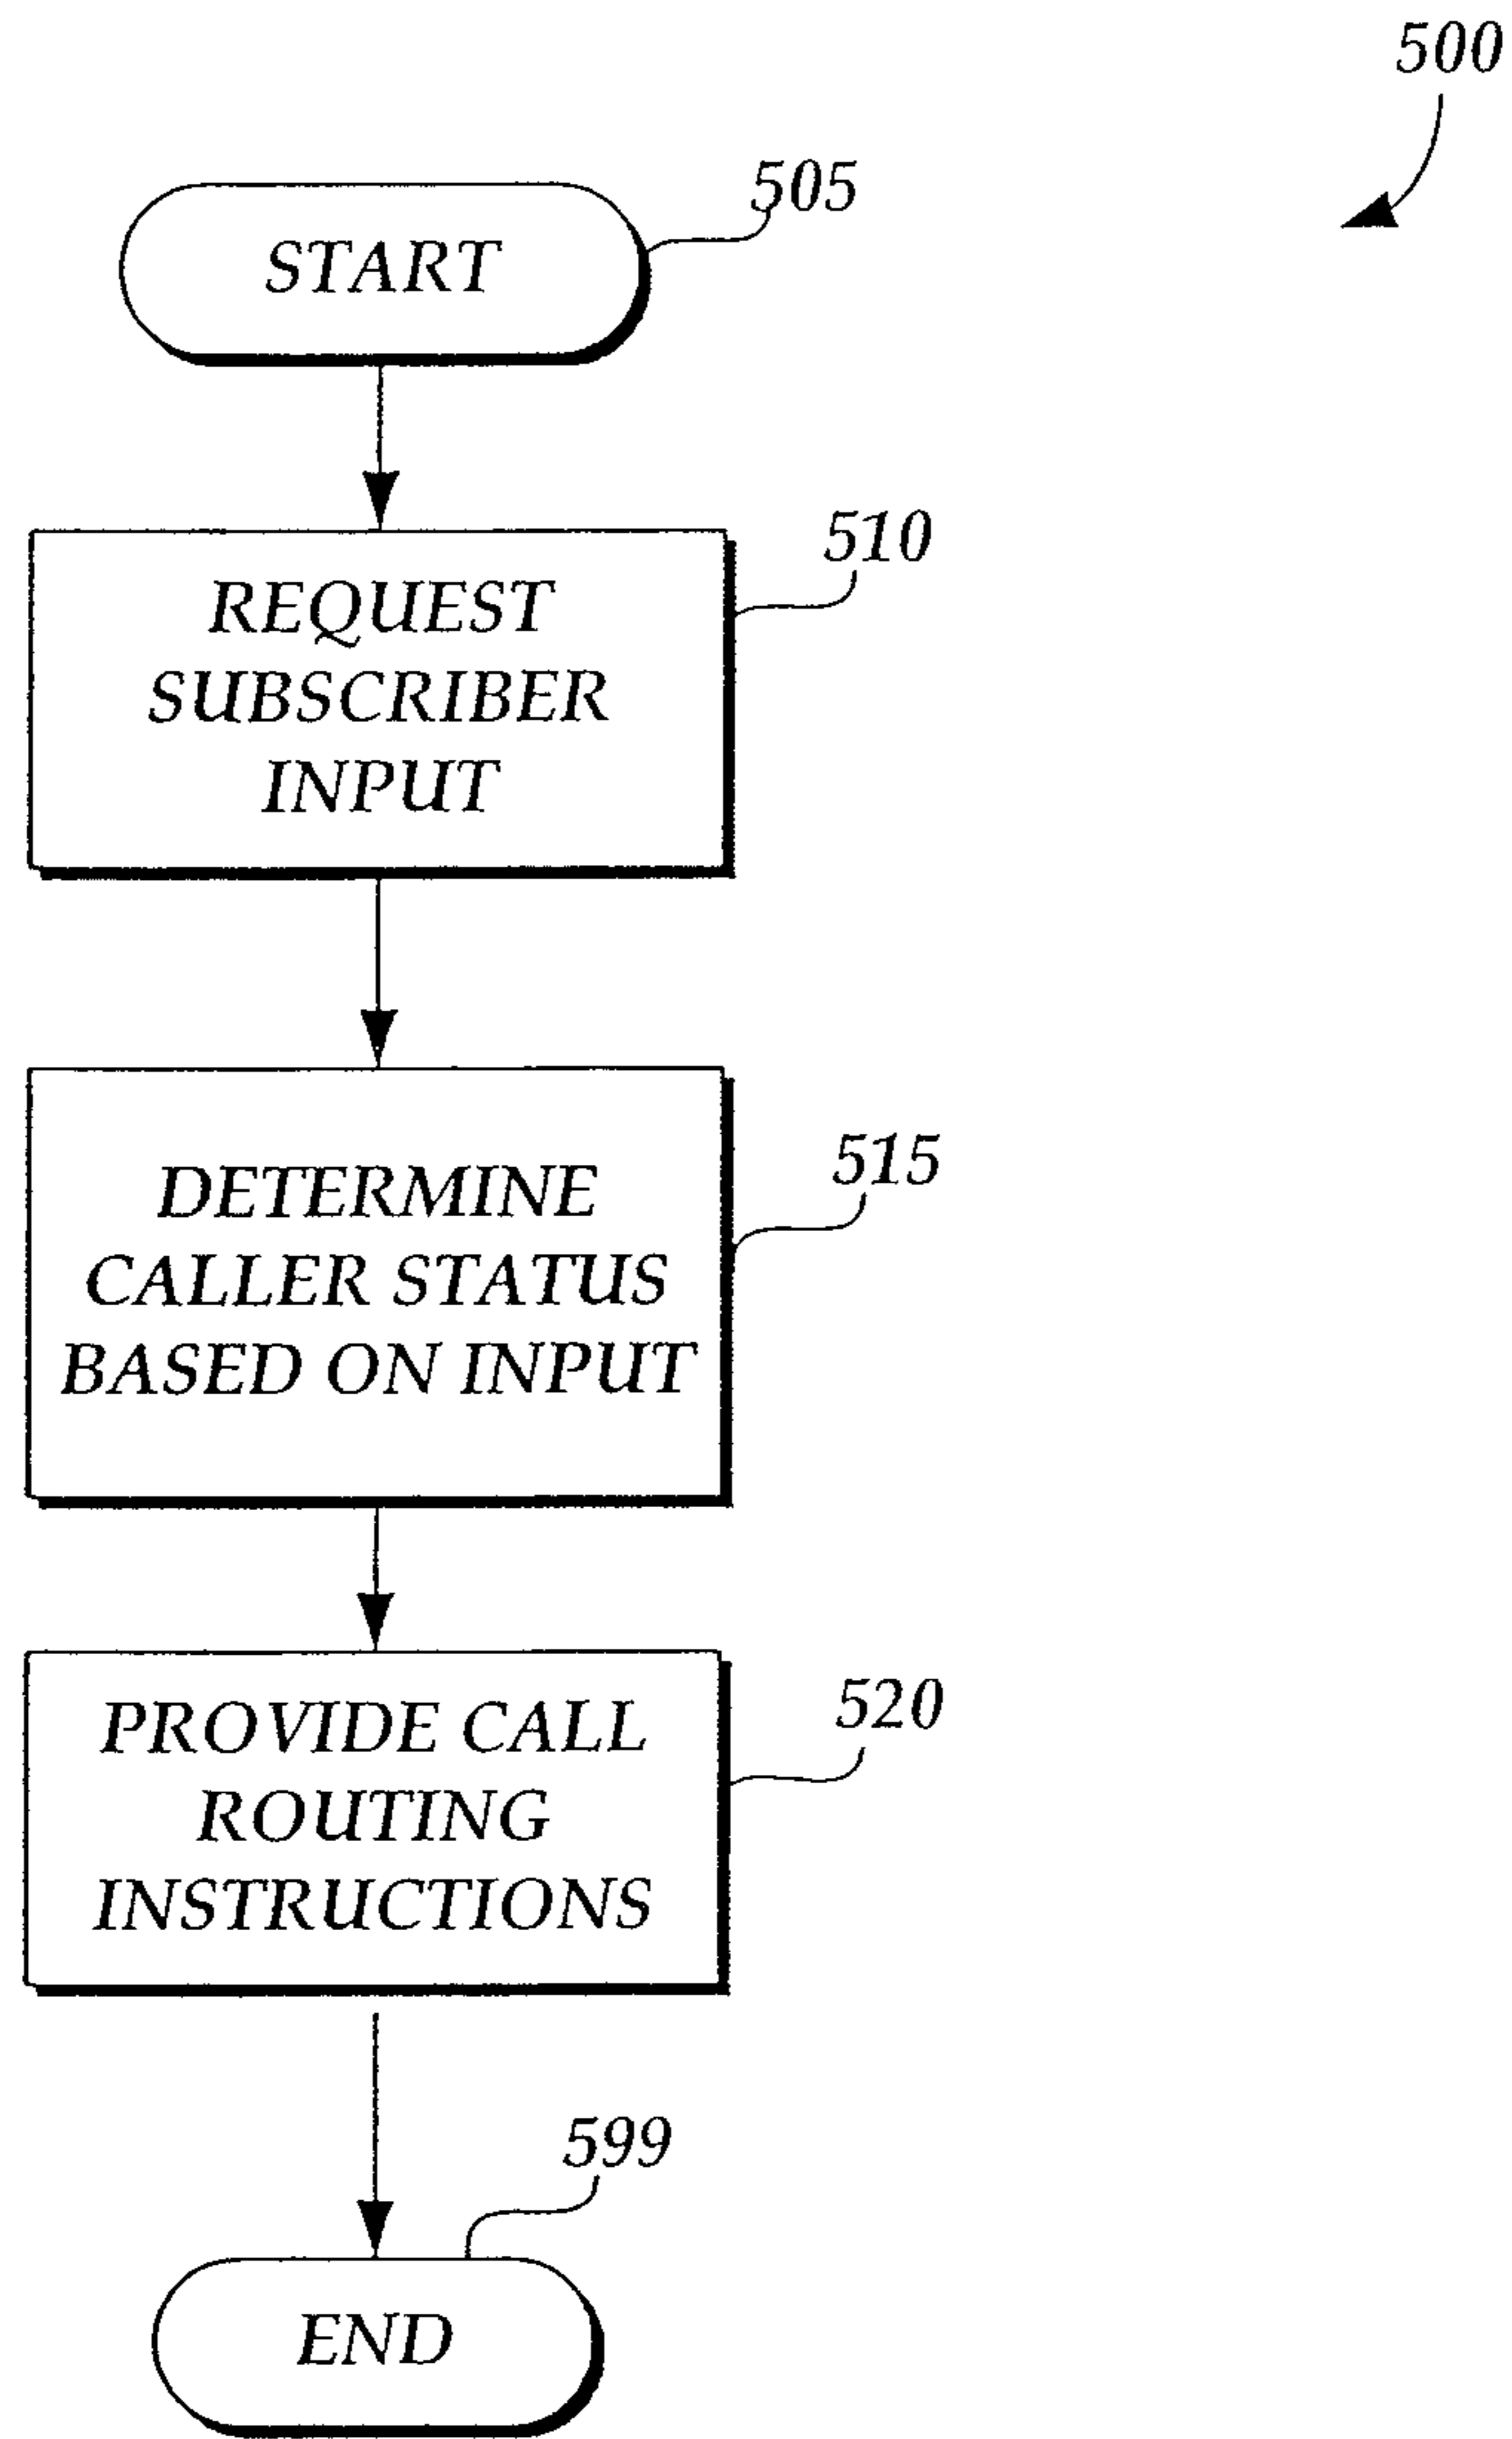 500
505
START
510
REQUEST
SUBSCRIBER
INPUT
515
DETERMINE
CALLER STATUS
BASED ON INPUT
520
PROVIDE CALL
ROUTING
INSTRUCTIONS
599
END